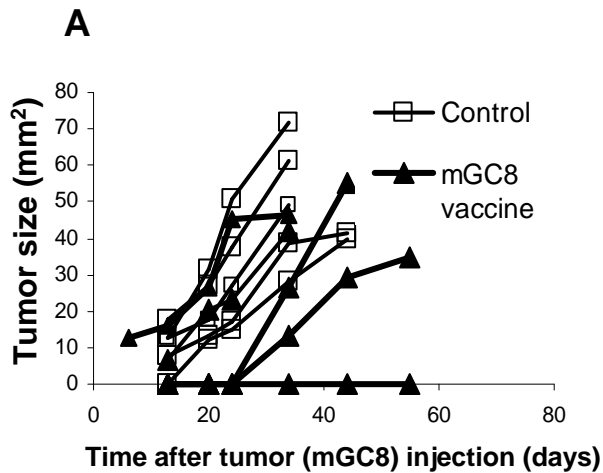 A
80
70
60
50
40
30
20
10
0
Tumor size (mm²)
Control
mGC8
vaccine
0 20 40 60 80
Time after tumor (mGC8) injection (days)